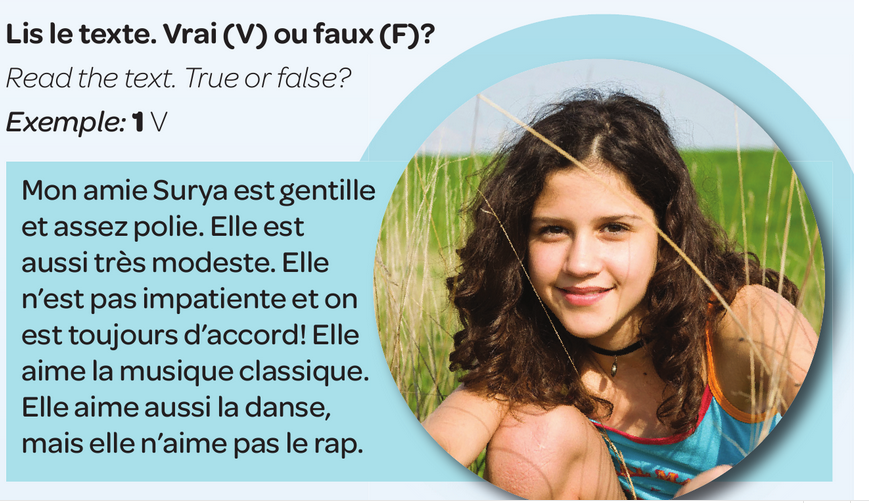 Lis le texte. Vrai (V) ou faux (F)?
Read the text. True or false?
Exemple: 1 V
Mon amie Surya est gentille
et assez polie. Elle est
aussi très modeste. Elle
n'est pas impatiente et on
est toujours d'accord! Elle
aime la musique classique.
Elle aime aussi la danse,
mais elle n'aime pas le rap.